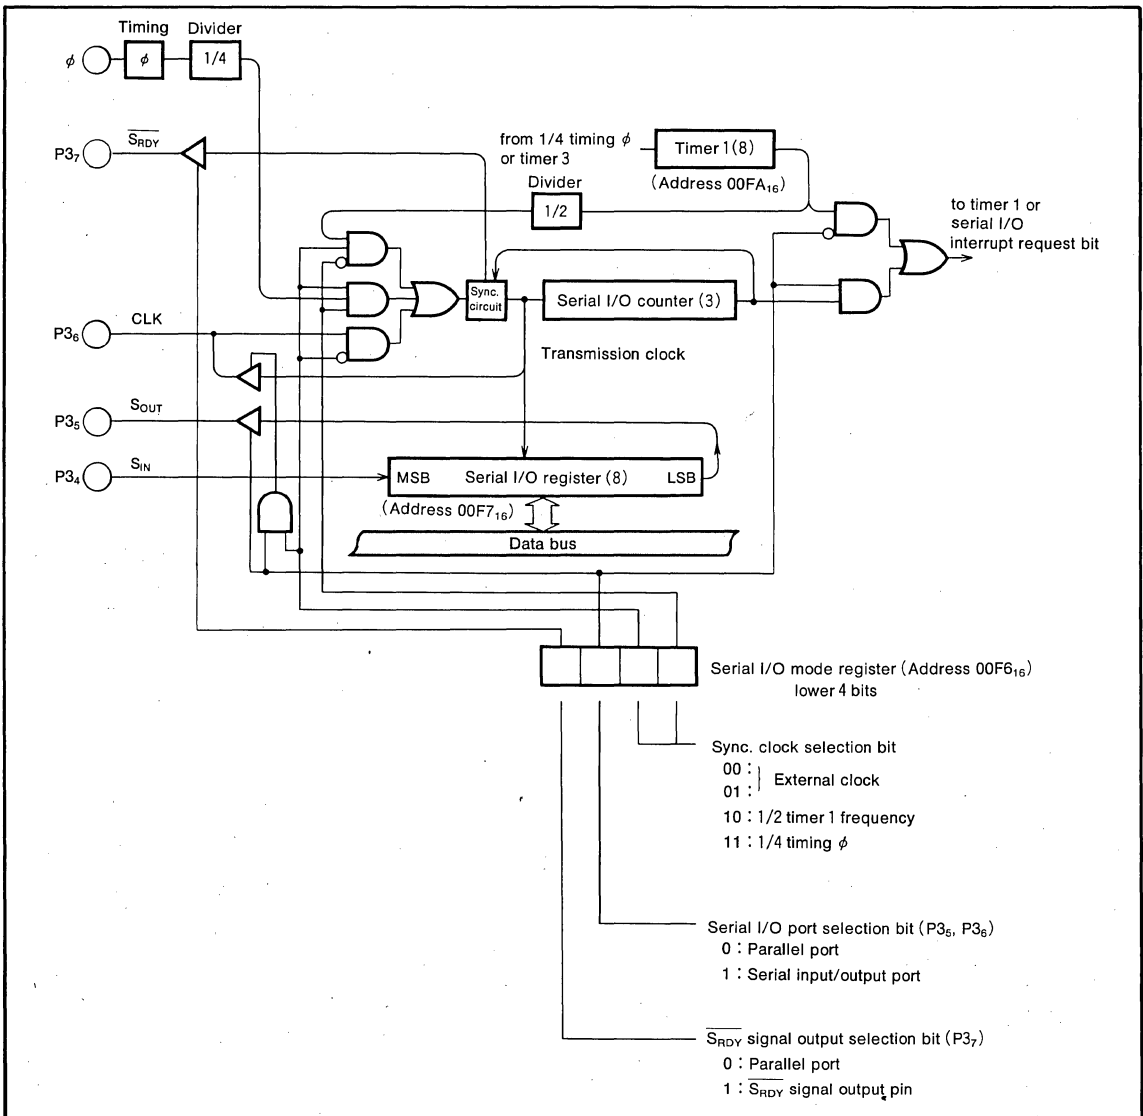 Timing Divider
ϕ ϕ 1/4
P3₇ S̅R̅D̅Y̅
from 1/4 timing ϕ
or timer 3
Timer 1(8)
(Address 00FA₁₆)
Divider
1/2
to timer 1 or
serial I/O
interrupt request bit
Sync.
circuit
Serial I/O counter (3)
P3₆ CLK
Transmission clock
P3₅ SOUT
P3₄ SIN
MSB Serial I/O register (8) LSB
(Address 00F7₁₆)
Data bus
Serial I/O mode register (Address 00F6₁₆)
lower 4 bits
Sync. clock selection bit
00 :
01 :
External clock
10 : 1/2 timer 1 frequency
11 : 1/4 timing ϕ
Serial I/O port selection bit (P3₅, P3₆)
0 : Parallel port
1 : Serial input/output port
S̅R̅D̅Y̅ signal output selection bit (P3₇)
0 : Parallel port
1 : S̅R̅D̅Y̅ signal output pin